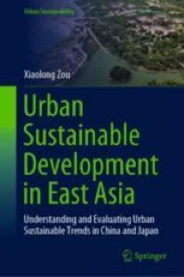 Urban Sustainability
Xiaolong Zou
Urban
Sustainable
Development
in East Asia
Understanding and Evaluating Urban
Sustainable Trends in China and Japan
Springer